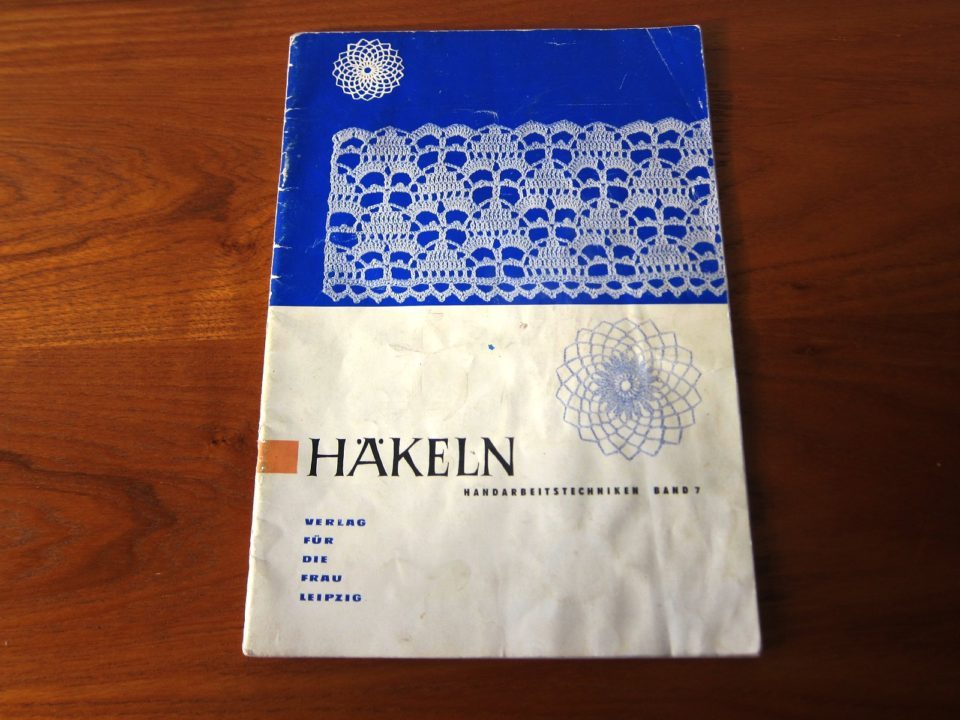 HÄKELN
HANDARBEITSTECHNIKEN BAND 7
VERLAG
FÜR
DIE
FRAU
LEIPZIG